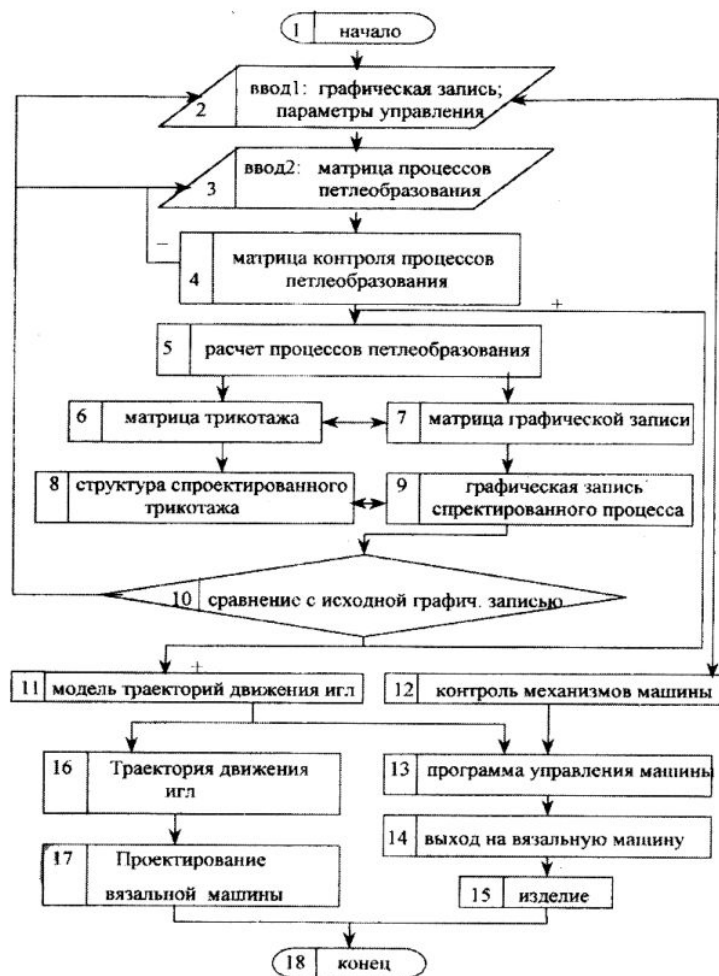 1 начало
ввод1: графическая запись;
2 параметры управления
ввод2: матрица процессов
3 петлеобразования
–
матрица контроля процессов
4 петлеобразования
+
5 расчет процессов петлеобразования
6 матрица трикотажа
7 матрица графической записи
8 структура спроектированного
трикотажа
9 графическая запись
спректированного процесса
10 сравнение с исходной графич. записью
+
11 модель траекторий движения игл
12 контроль механизмов машины
16 Траектория движения
игл
13 программа управления машины
14 выход на вязальную машину
17 Проектирование
вязальной машины
15 изделие
18 конец